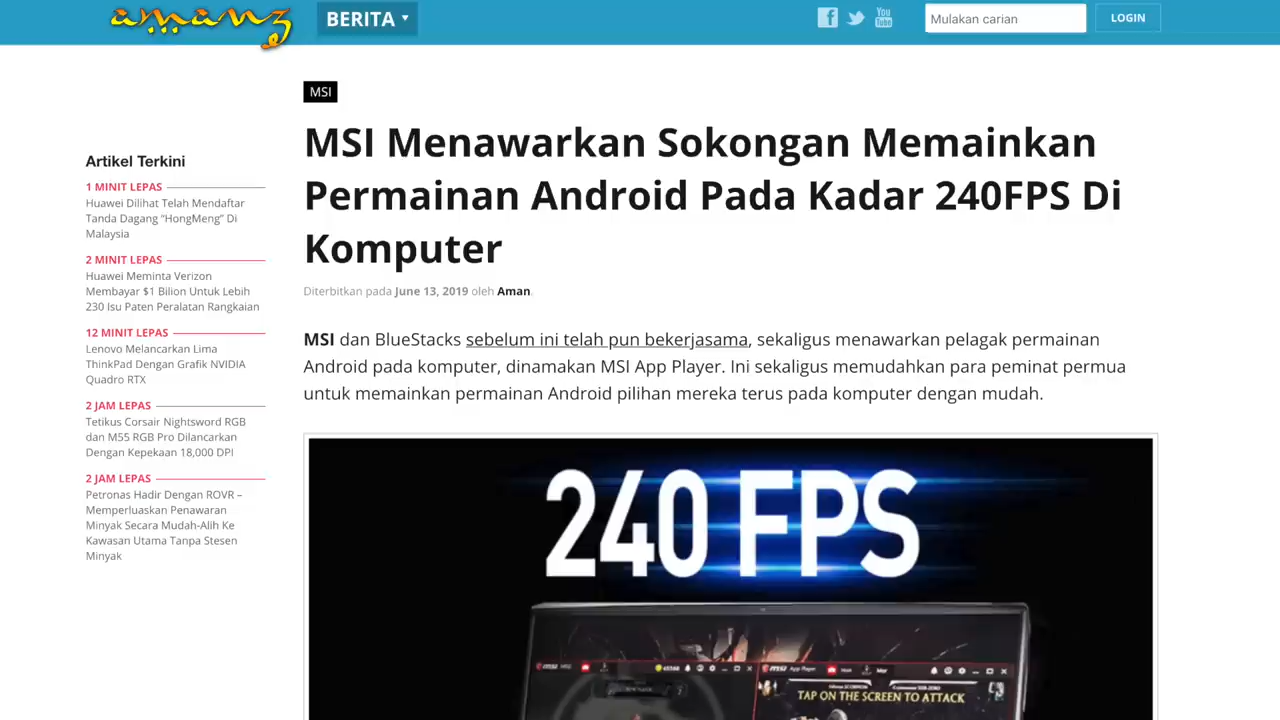 amanz
BERITA
Mulakan carian
LOGIN
MSI
MSI Menawarkan Sokongan Memainkan
Permainan Android Pada Kadar 240FPS Di
Komputer
Diterbitkan pada June 13, 2019 oleh Aman.
MSI dan BlueStacks sebelum ini telah pun bekerjasama, sekaligus menawarkan pelagak permainan
Android pada komputer, dinamakan MSI App Player. Ini sekaligus memudahkan para peminat permua
untuk memainkan permainan Android pilihan mereka terus pada komputer dengan mudah.
Artikel Terkini
1 MINIT LEPAS
Huawei Dilihat Telah Mendaftar
Tanda Dagang “HongMeng” Di
Malaysia
2 MINIT LEPAS
Huawei Meminta Verizon
Membayar $1 Bilion Untuk Lebih
230 Isu Paten Peralatan Rangkaian
12 MINIT LEPAS
Lenovo Melancarkan Lima
ThinkPad Dengan Grafik NVIDIA
Quadro RTX
2 JAM LEPAS
Tetikus Corsair Nightsword RGB
dan M55 RGB Pro Dilancarkan
Dengan Kepekaan 18,000 DPI
2 JAM LEPAS
Petronas Hadir Dengan ROVR –
Memperluaskan Penawaran
Minyak Secara Mudah-Alih Ke
Kawasan Utama Tanpa Stesen
Minyak
240 FPS
msi App Player
TAP ON THE SCREEN TO ATTACK